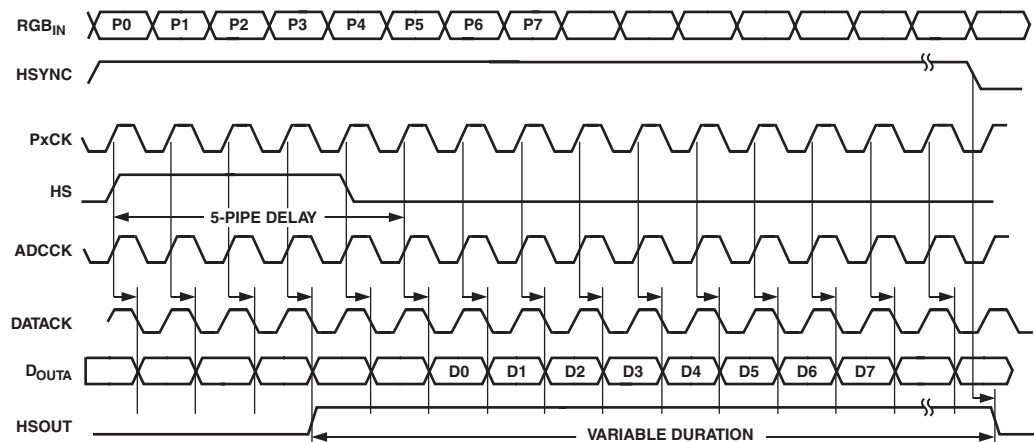 RGBIN P0 P1 P2 P3 P4 P5 P6 P7
HSYNC
PxCK
HS
5-PIPE DELAY
ADCCK
DATACK
DOUTA D0 D1 D2 D3 D4 D5 D6 D7
HSOUT
VARIABLE DURATION